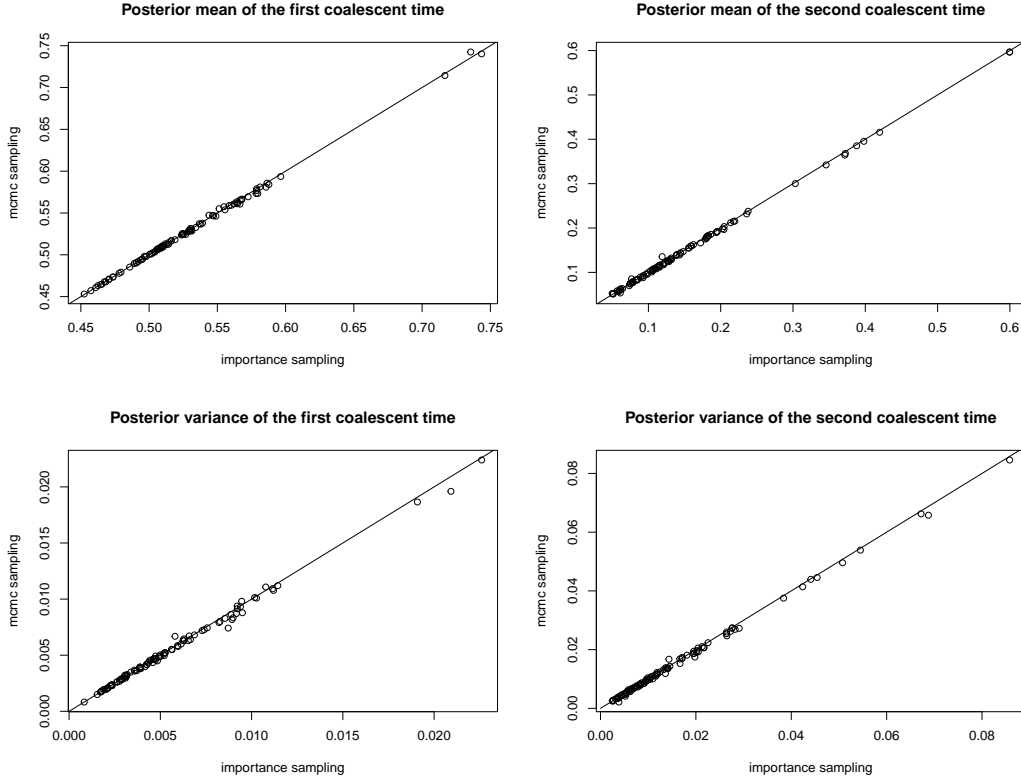 Posterior mean of the first coalescent time
mcmc sampling
0.75
0.70
0.65
0.60
0.55
0.50
0.45
0.45 0.50 0.55 0.60 0.65 0.70 0.75
importance sampling
Posterior mean of the second coalescent time
mcmc sampling
0.6
0.5
0.4
0.3
0.2
0.1
0.1 0.2 0.3 0.4 0.5 0.6
importance sampling
Posterior variance of the first coalescent time
mcmc sampling
0.020
0.015
0.010
0.005
0.000
0.000 0.005 0.010 0.015 0.020
importance sampling
Posterior variance of the second coalescent time
mcmc sampling
0.08
0.06
0.04
0.02
0.00
0.00 0.02 0.04 0.06 0.08
importance sampling